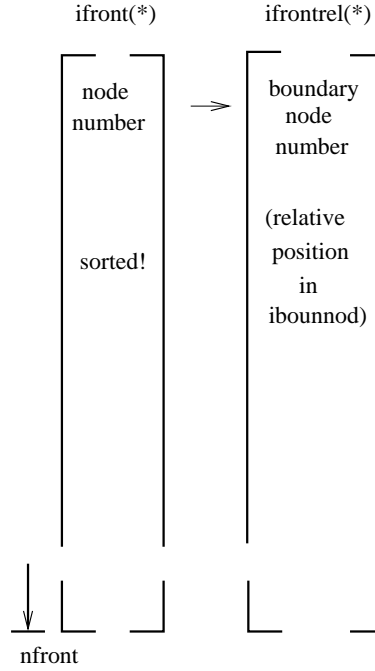 ifront(*)
ifrontrel(*)
node
number
sorted!
boundary
node
number
(relative
position
in
ibounnod)
nfront